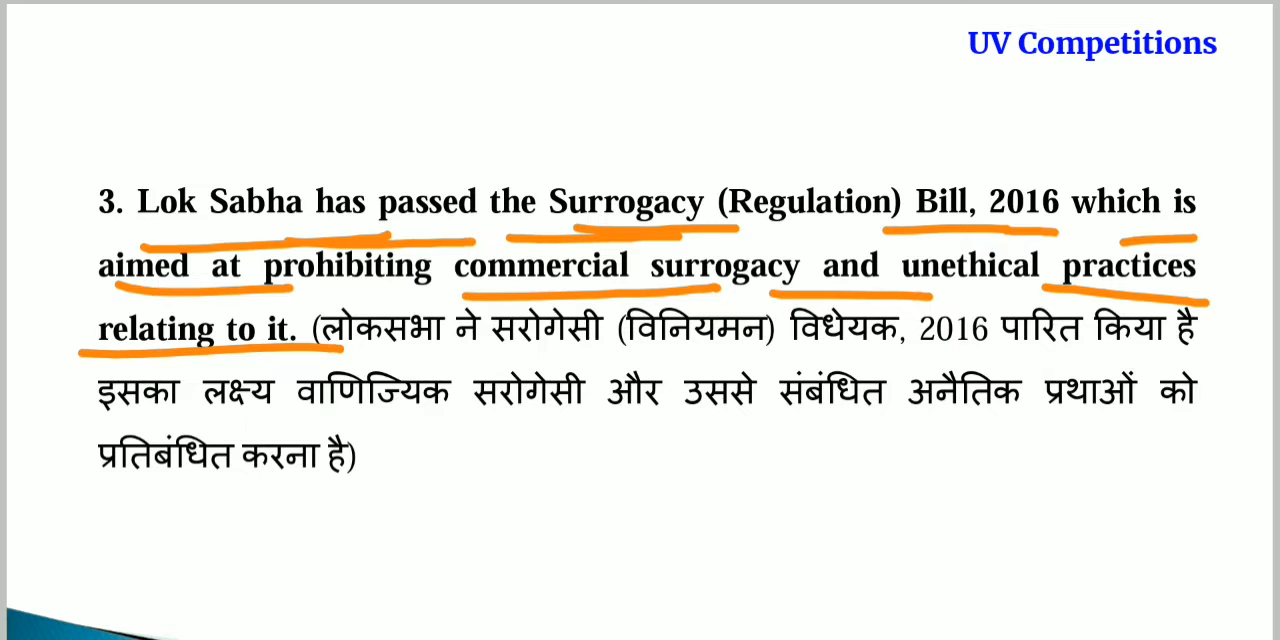 UV Competitions
3. Lok Sabha has passed the Surrogacy (Regulation) Bill, 2016 which is
aimed at prohibiting commercial surrogacy and unethical practices
relating to it. (लोकसभा ने सरोगेसी (विनियमन) विधेयक, 2016 पारित किया है
इसका लक्ष्य वाणिज्यिक सरोगेसी और उससे संबंधित अनैतिक प्रथाओं को
प्रतिबंधित करना है)